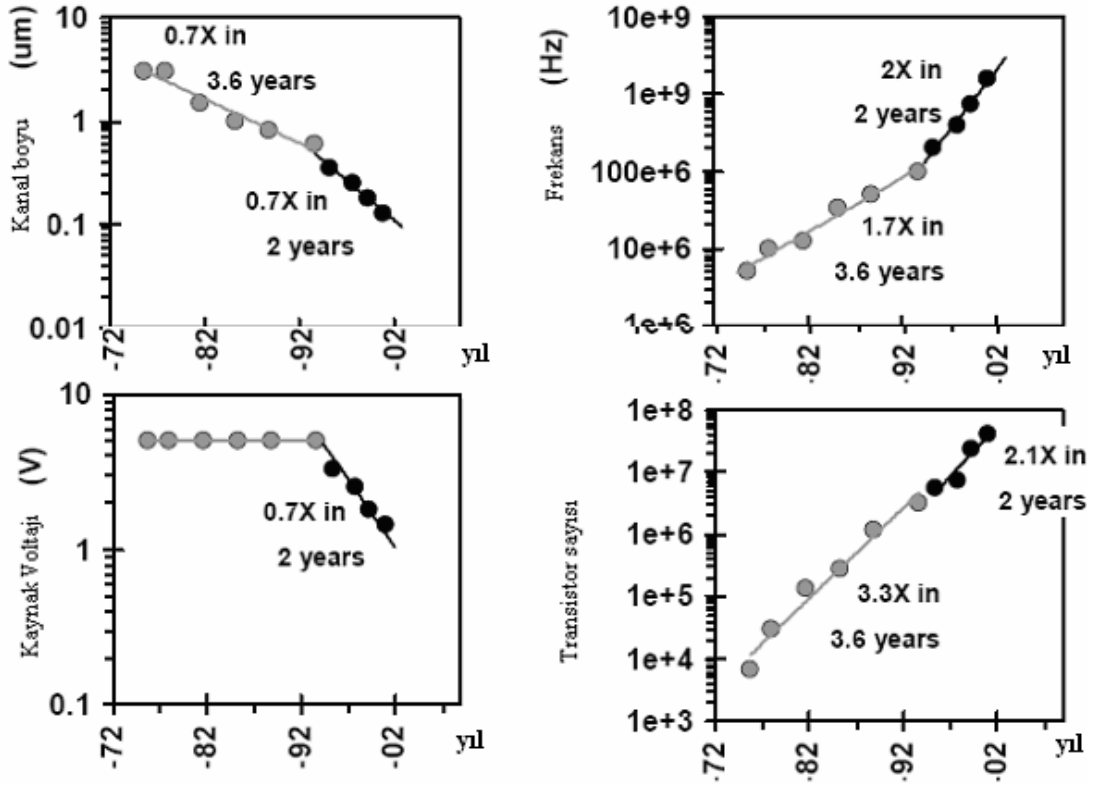 Kanal boyu (um)
10
1
0.1
0.01
0.7X in
3.6 years
0.7X in
2 years
-72
-82
-92
-02
yıl
Frekans (Hz)
10e+9
1e+9
100e+6
10e+6
1e+6
2X in
2 years
1.7X in
3.6 years
-72
-82
-92
-02
yıl
Kaynak Voltajı (V)
10
1
0.1
0.7X in
2 years
-72
-82
-92
-02
yıl
Transistor sayısı
1e+8
1e+7
1e+6
1e+5
1e+4
1e+3
2.1X in
2 years
3.3X in
3.6 years
-72
-82
-92
-02
yıl